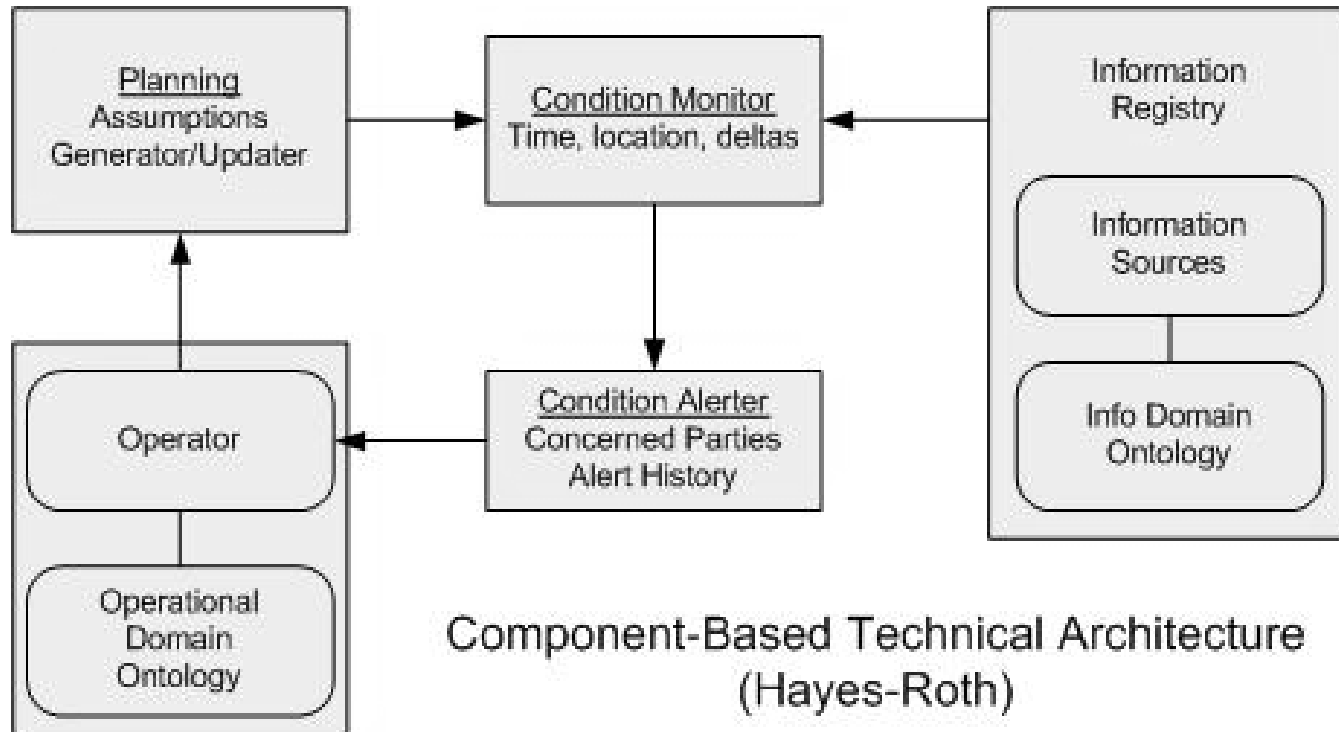 Planning
Assumptions
Generator/Updater
Condition Monitor
Time, location, deltas
Information
Registry
Information
Sources
Info Domain
Ontology
Condition Alerter
Concerned Parties
Alert History
Operator
Operational
Domain
Ontology
Component-Based Technical Architecture
(Hayes-Roth)